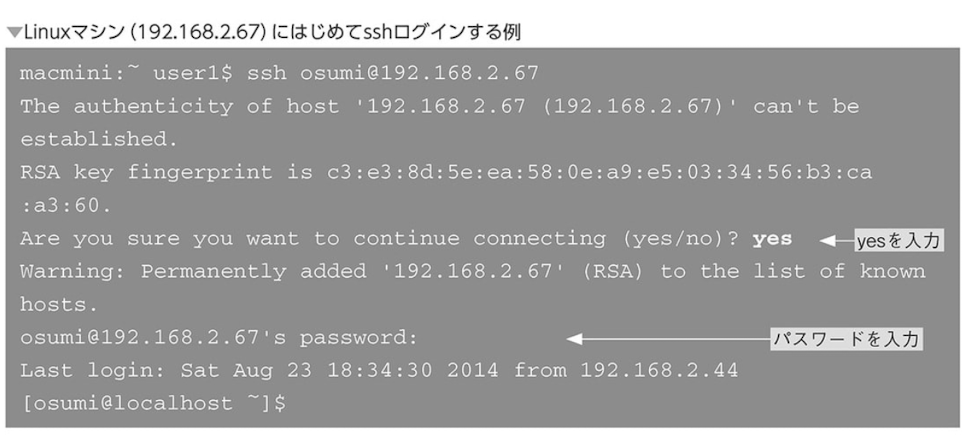 ▼Linuxマシン（192.168.2.67）にはじめてsshログインする例
macmini:~ user1$ ssh osumi@192.168.2.67
The authenticity of host '192.168.2.67 (192.168.2.67)' can't be
established.
RSA key fingerprint is c3:e3:8d:5e:ea:58:0e:a9:e5:03:34:56:b3:ca
:a3:60.
Are you sure you want to continue connecting (yes/no)? yes ←yesを入力
Warning: Permanently added '192.168.2.67' (RSA) to the list of known
hosts.
osumi@192.168.2.67's password: ←パスワードを入力
Last login: Sat Aug 23 18:34:30 2014 from 192.168.2.44
[osumi@localhost ~]$